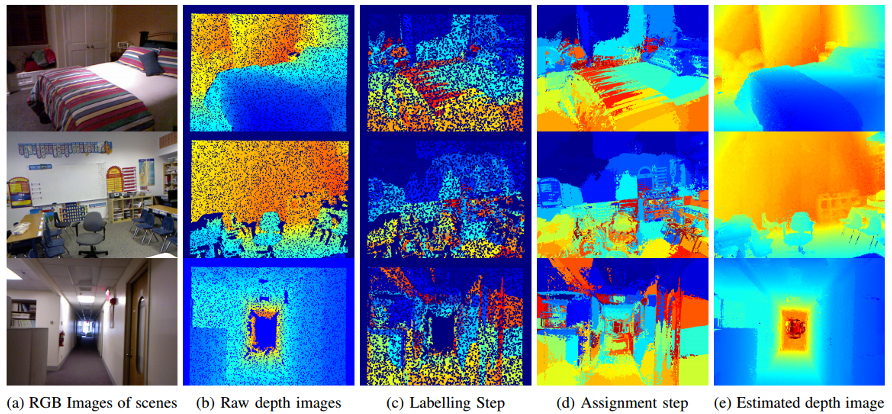 (a) RGB Images of scenes
(b) Raw depth images
(c) Labelling Step
(d) Assignment step
(e) Estimated depth image